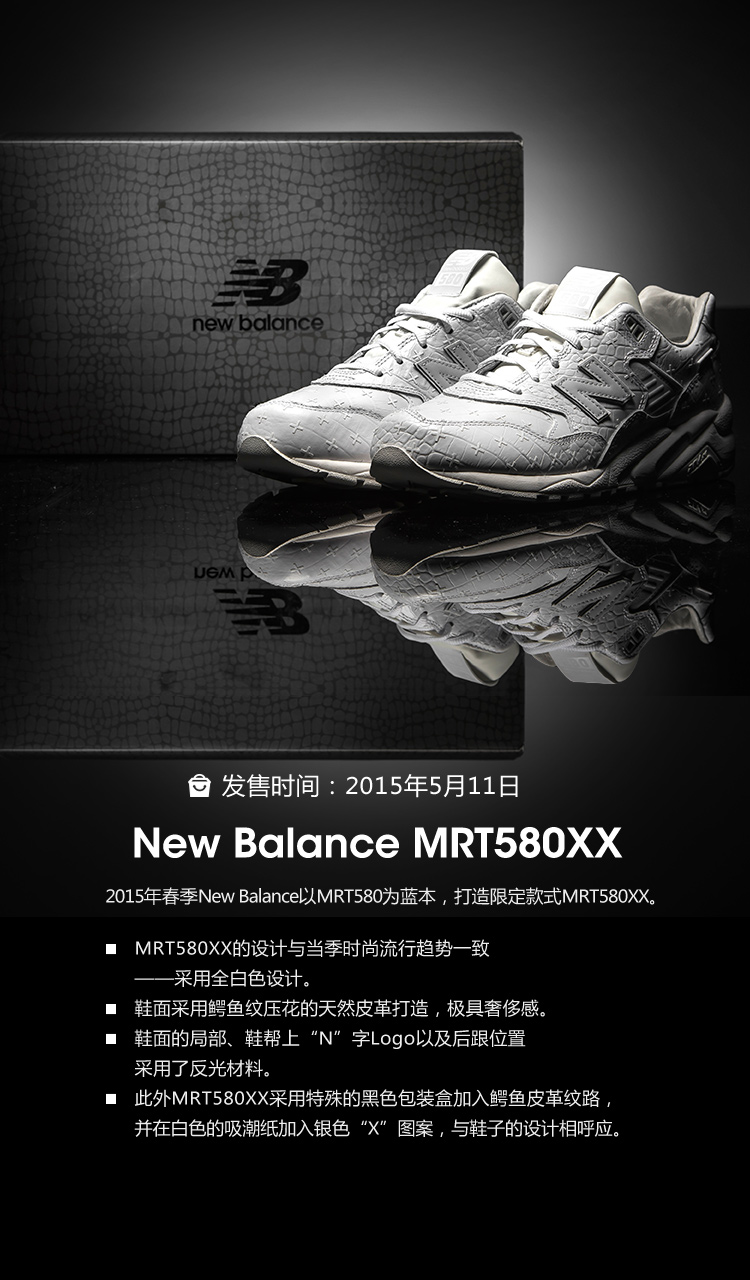 new balance
580
N
N
new
发售时间：2015年5月11日
New Balance MRT580XX
2015年春季New Balance以MRT580为蓝本，打造限定款式MRT580XX。
■ MRT580XX的设计与当季时尚流行趋势一致
——采用全白色设计。
■ 鞋面采用鳄鱼纹压花的天然皮革打造，极具奢侈感。
■ 鞋面的局部、鞋帮上“N”字Logo以及后跟位置
采用了反光材料。
■ 此外MRT580XX采用特殊的黑色包装盒加入鳄鱼皮革纹路，
并在白色的吸潮纸加入银色“X”图案，与鞋子的设计相呼应。